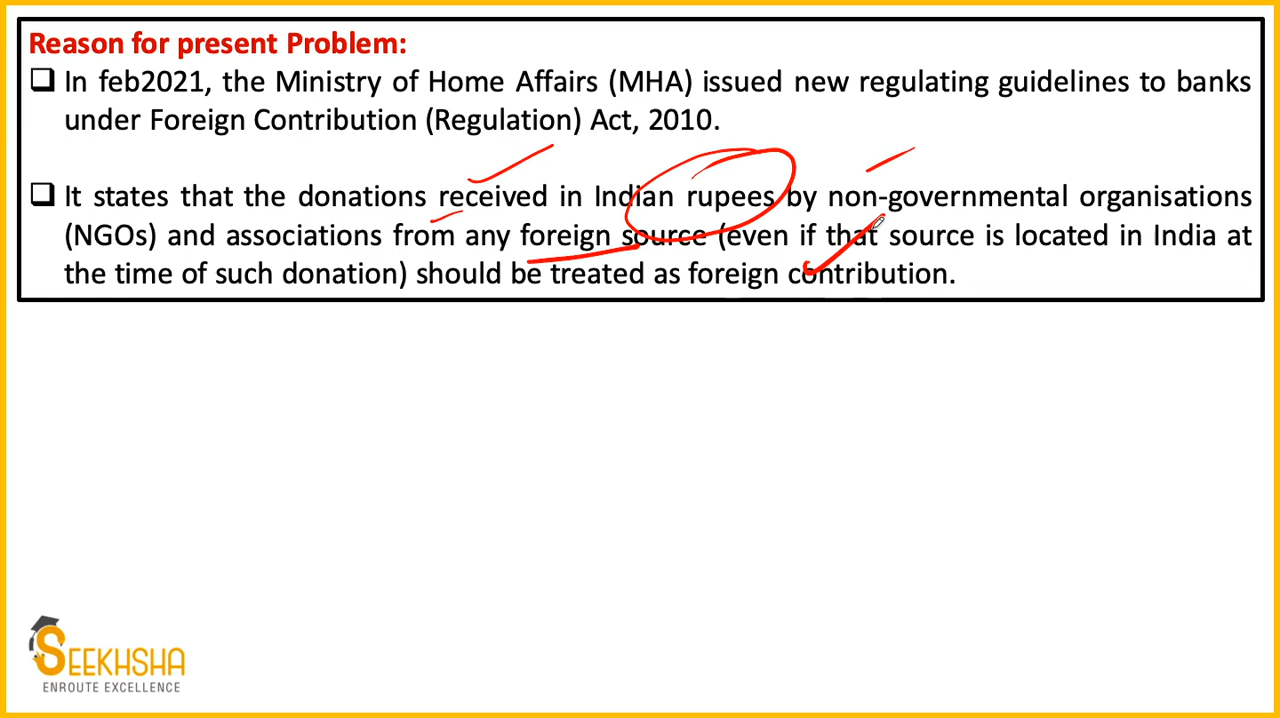 Reason for present Problem:
❑ In feb2021, the Ministry of Home Affairs (MHA) issued new regulating guidelines to banks
under Foreign Contribution (Regulation) Act, 2010.
❑ It states that the donations received in Indian rupees by non-governmental organisations
(NGOs) and associations from any foreign source (even if that source is located in India at
the time of such donation) should be treated as foreign contribution.
SEEKHSHA
ENROUTE EXCELLENCE